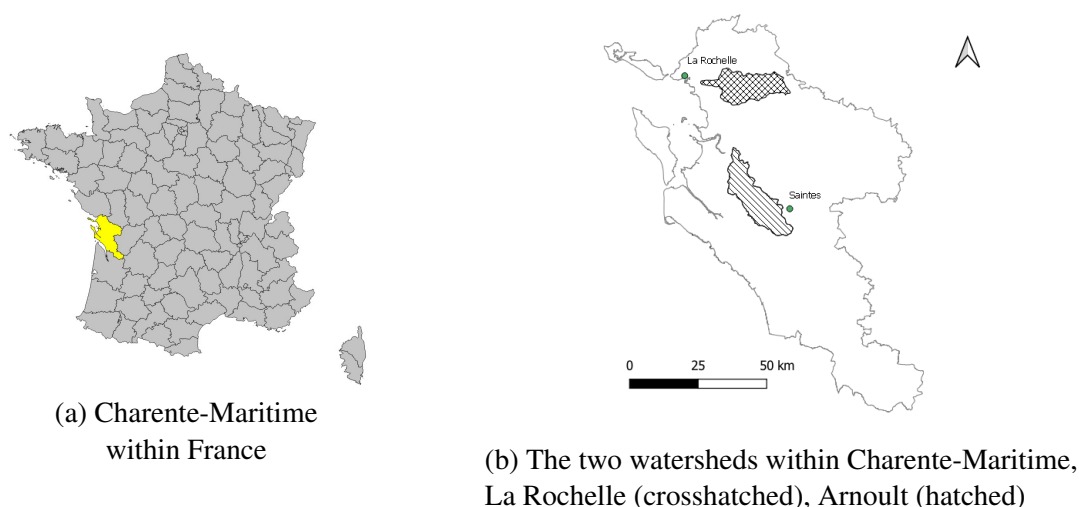 La Rochelle
Saintes
0 25 50 km
(a) Charente-Maritime
within France
(b) The two watersheds within Charente-Maritime,
La Rochelle (crosshatched), Arnoult (hatched)